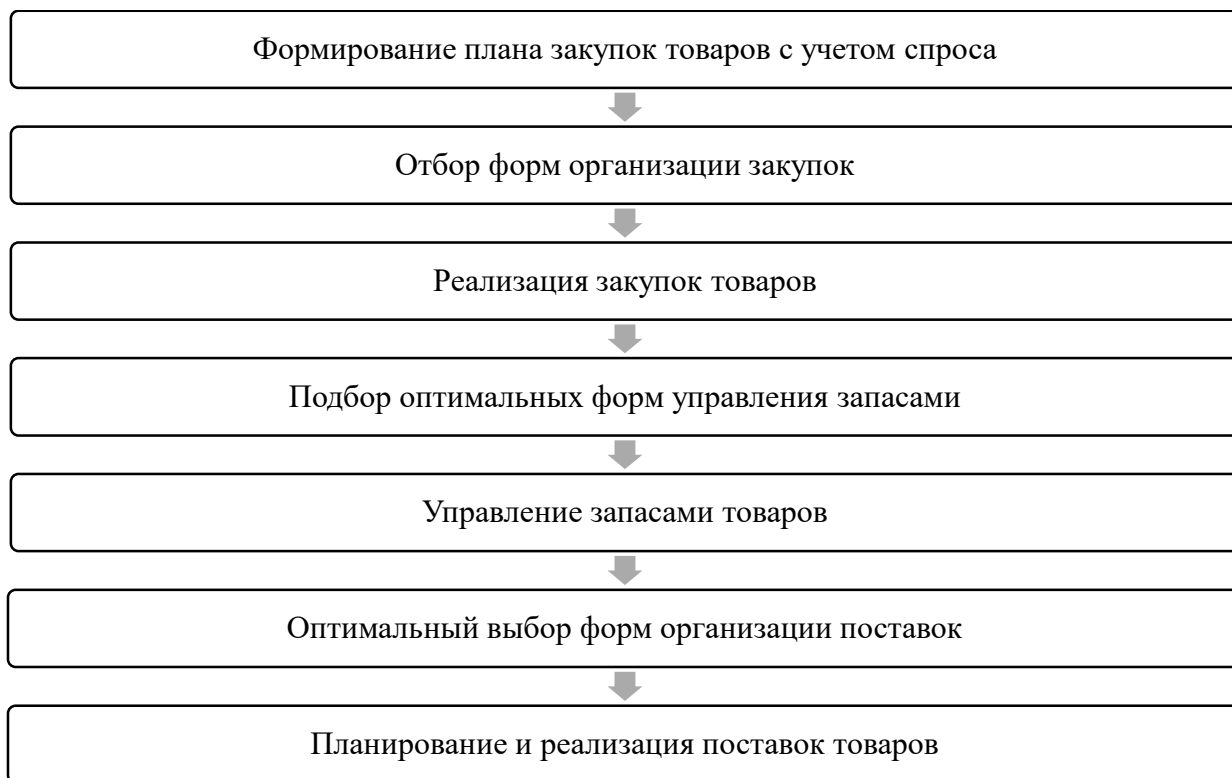 Формирование плана закупок товаров с учетом спроса
Отбор форм организации закупок
Реализация закупок товаров
Подбор оптимальных форм управления запасами
Управление запасами товаров
Оптимальный выбор форм организации поставок
Планирование и реализация поставок товаров